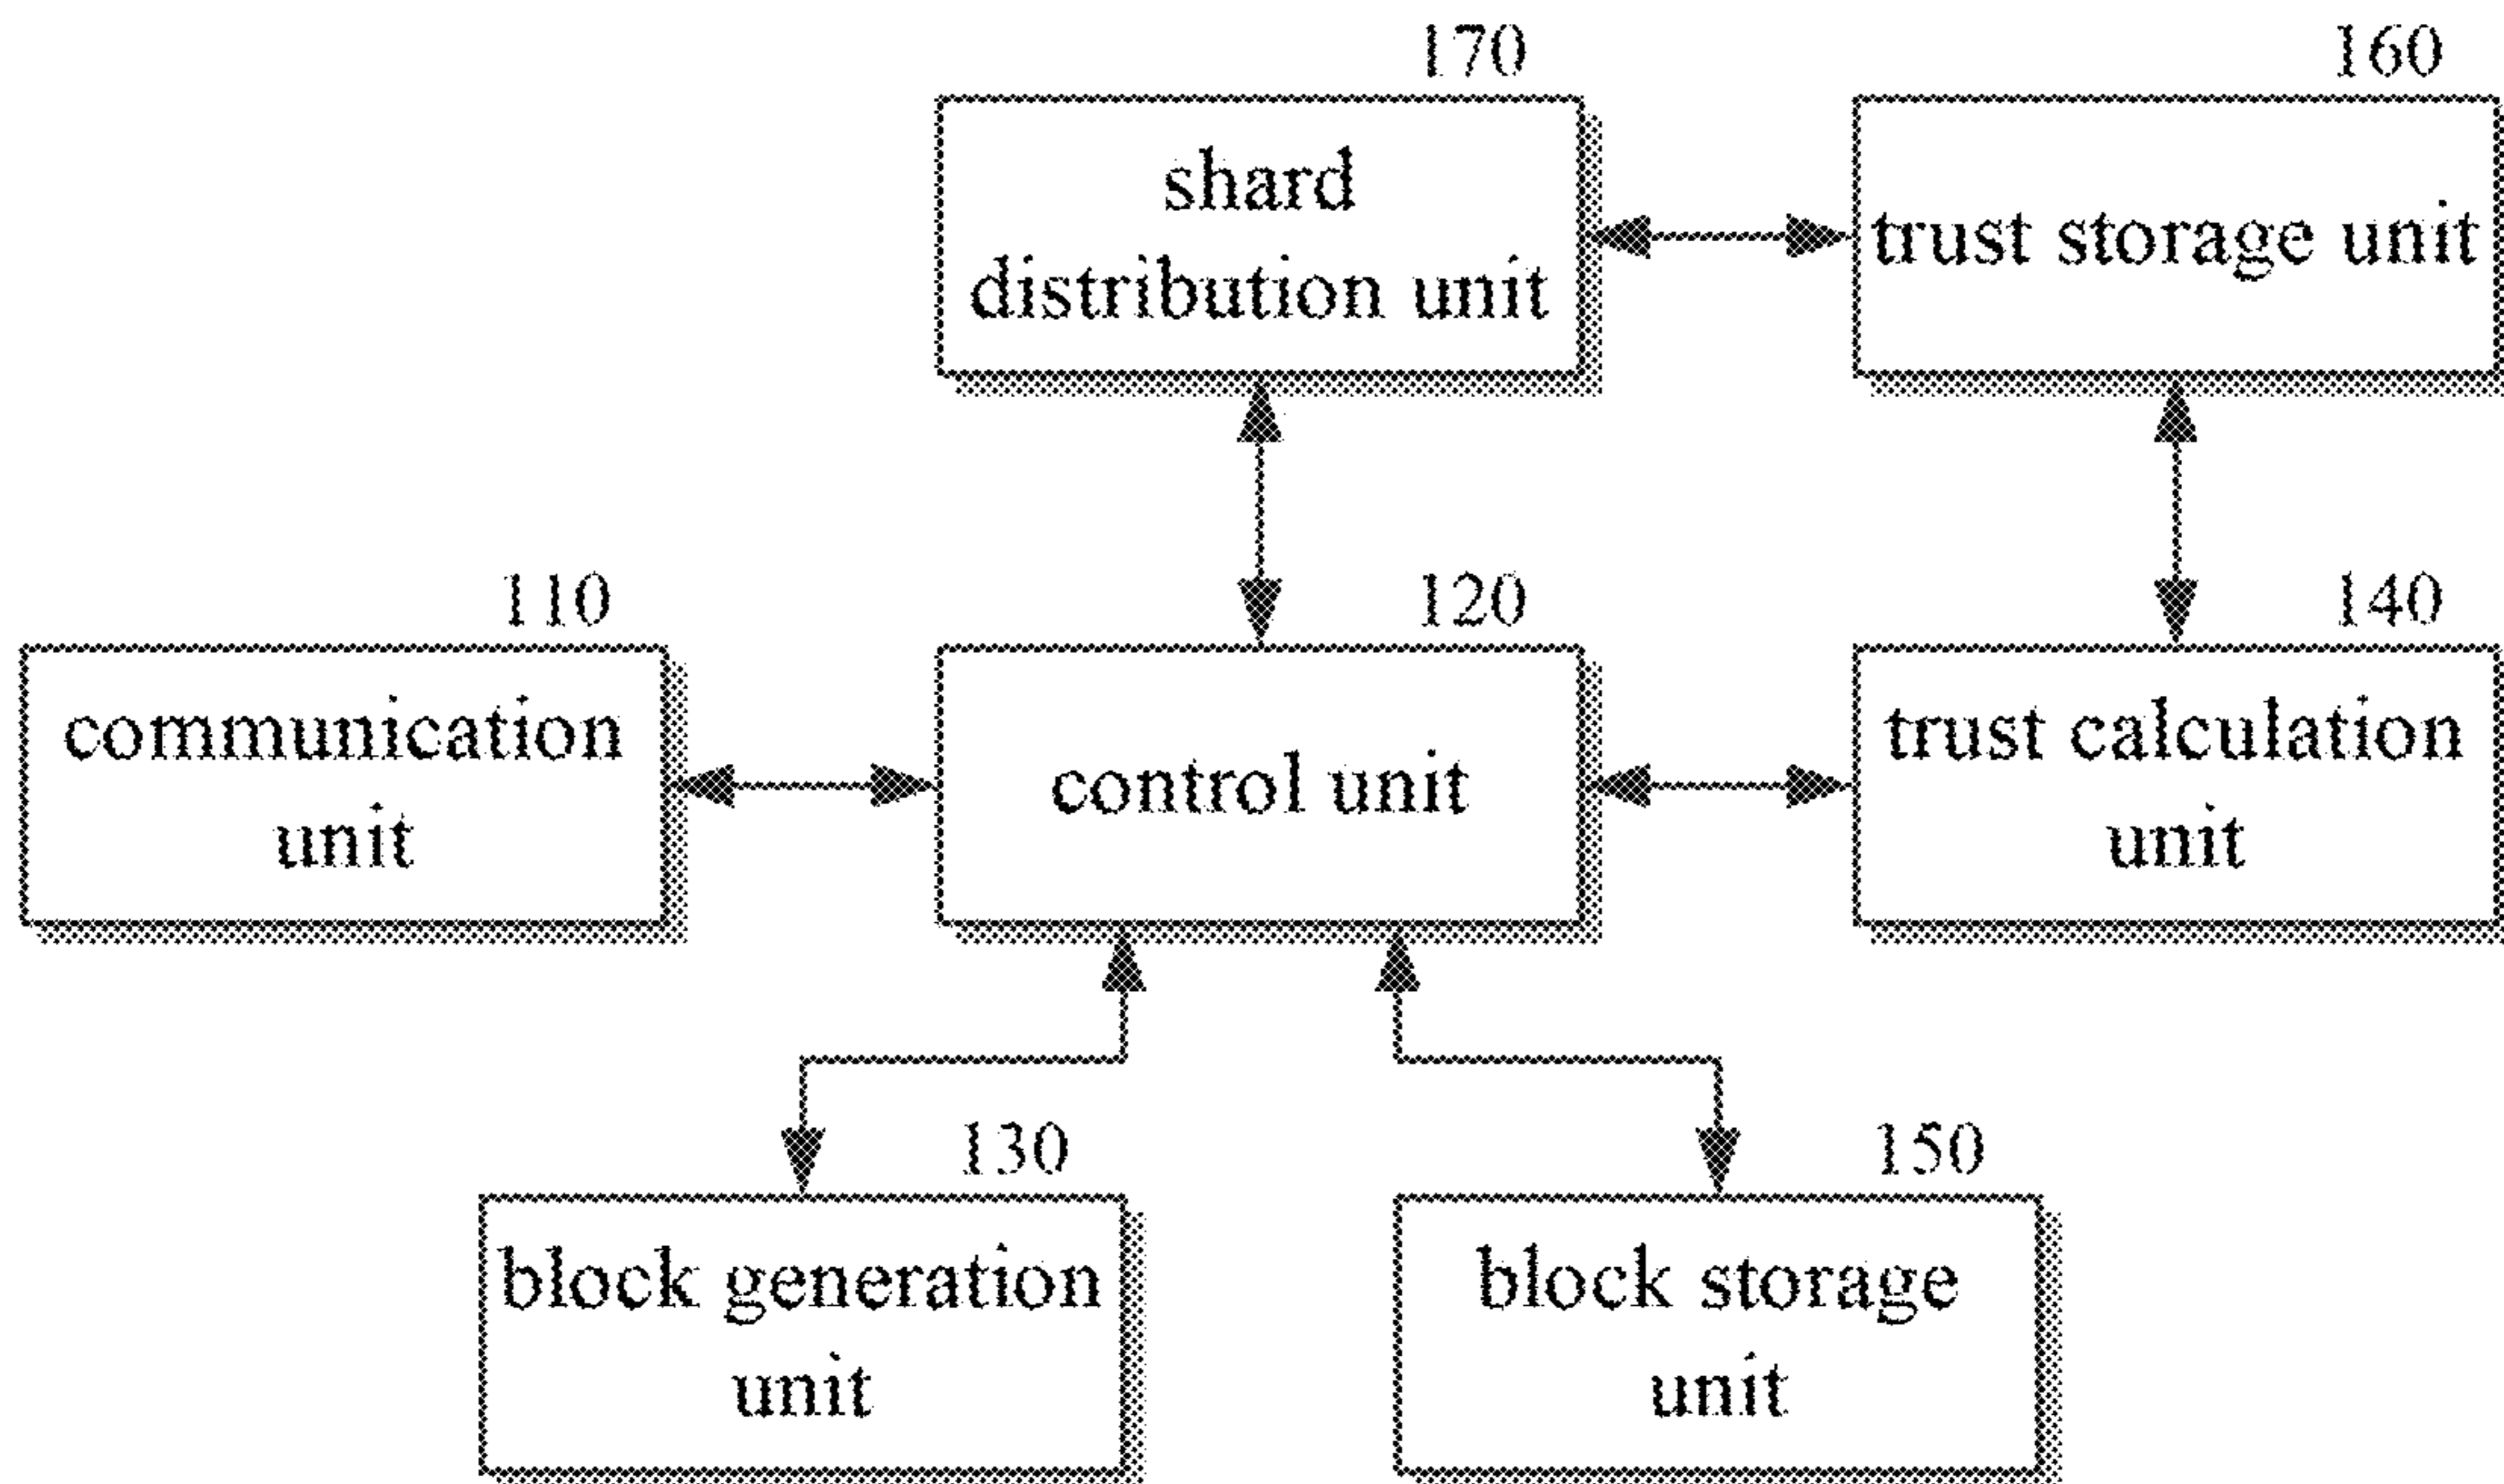 170
shard
distribution unit
160
trust storage unit
110
communication
unit
120
control unit
140
trust calculation
unit
130
block generation
unit
150
block storage
unit